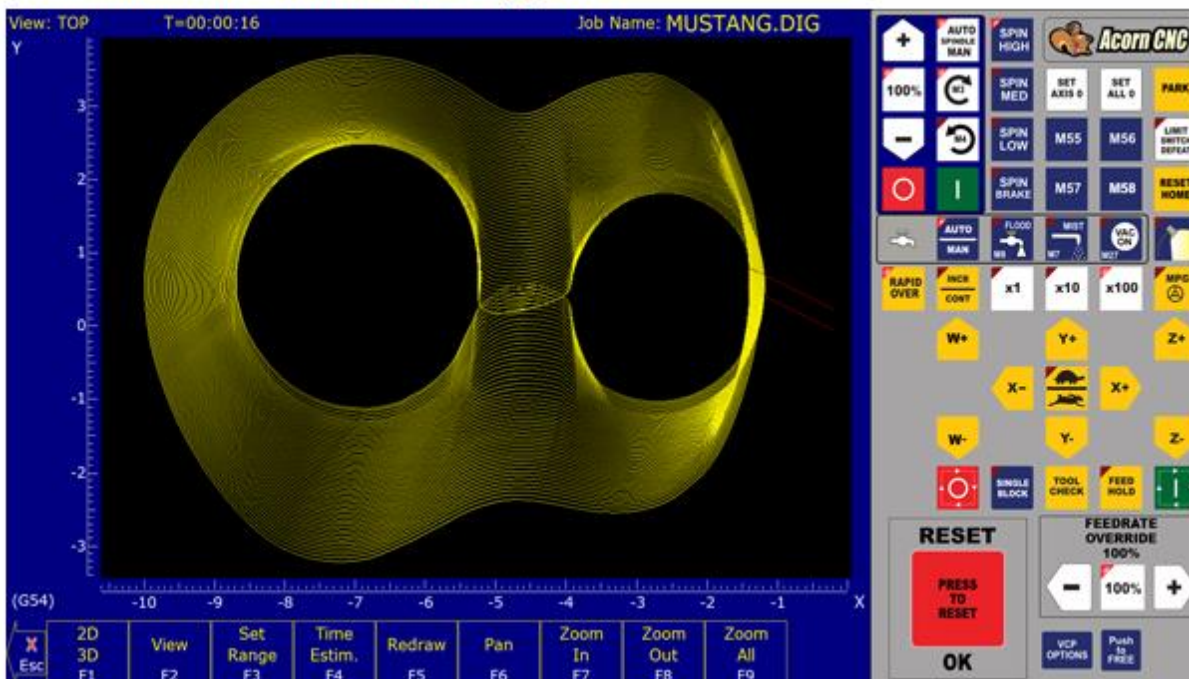 View: TOP T=00:00:16 Job Name: MUSTANG.DIG
Y
3
2
1
0
-1
-2
-3
(G54) -10 -9 -8 -7 -6 -5 -4 -3 -2 -1 X
X
Esc
2D
3D
F1
View
F2
Set
Range
F3
Time
Estim.
F4
Redraw
F5
Pan
F6
Zoom
In
F7
Zoom
Out
F8
Zoom
All
F9
+
AUTO
SPINDLE
MAN
SPIN
HIGH
Acorn CNC
100%
M3
SPIN
MED
SET
AXIS 0
SET
ALL 0
PARK
−
M4
SPIN
LOW
M55
M56
LIMIT
SWITCH
DEFEAT
SPIN
BRAKE
M57
M58
RESET
HOME
AUTO
MAN
FLOOD
M8
MIST
M7
VAC
ON
M27
RAPID
OVER
INCR
CONT
x1
x10
x100
MPG
W+
Y+
Z+
X-
X+
W-
Y-
Z-
SINGLE
BLOCK
TOOL
CHECK
FEED
HOLD
RESET
PRESS
TO
RESET
OK
FEEDRATE
OVERRIDE
100%
−
100%
+
VCP
OPTIONS
Push
to
FREE